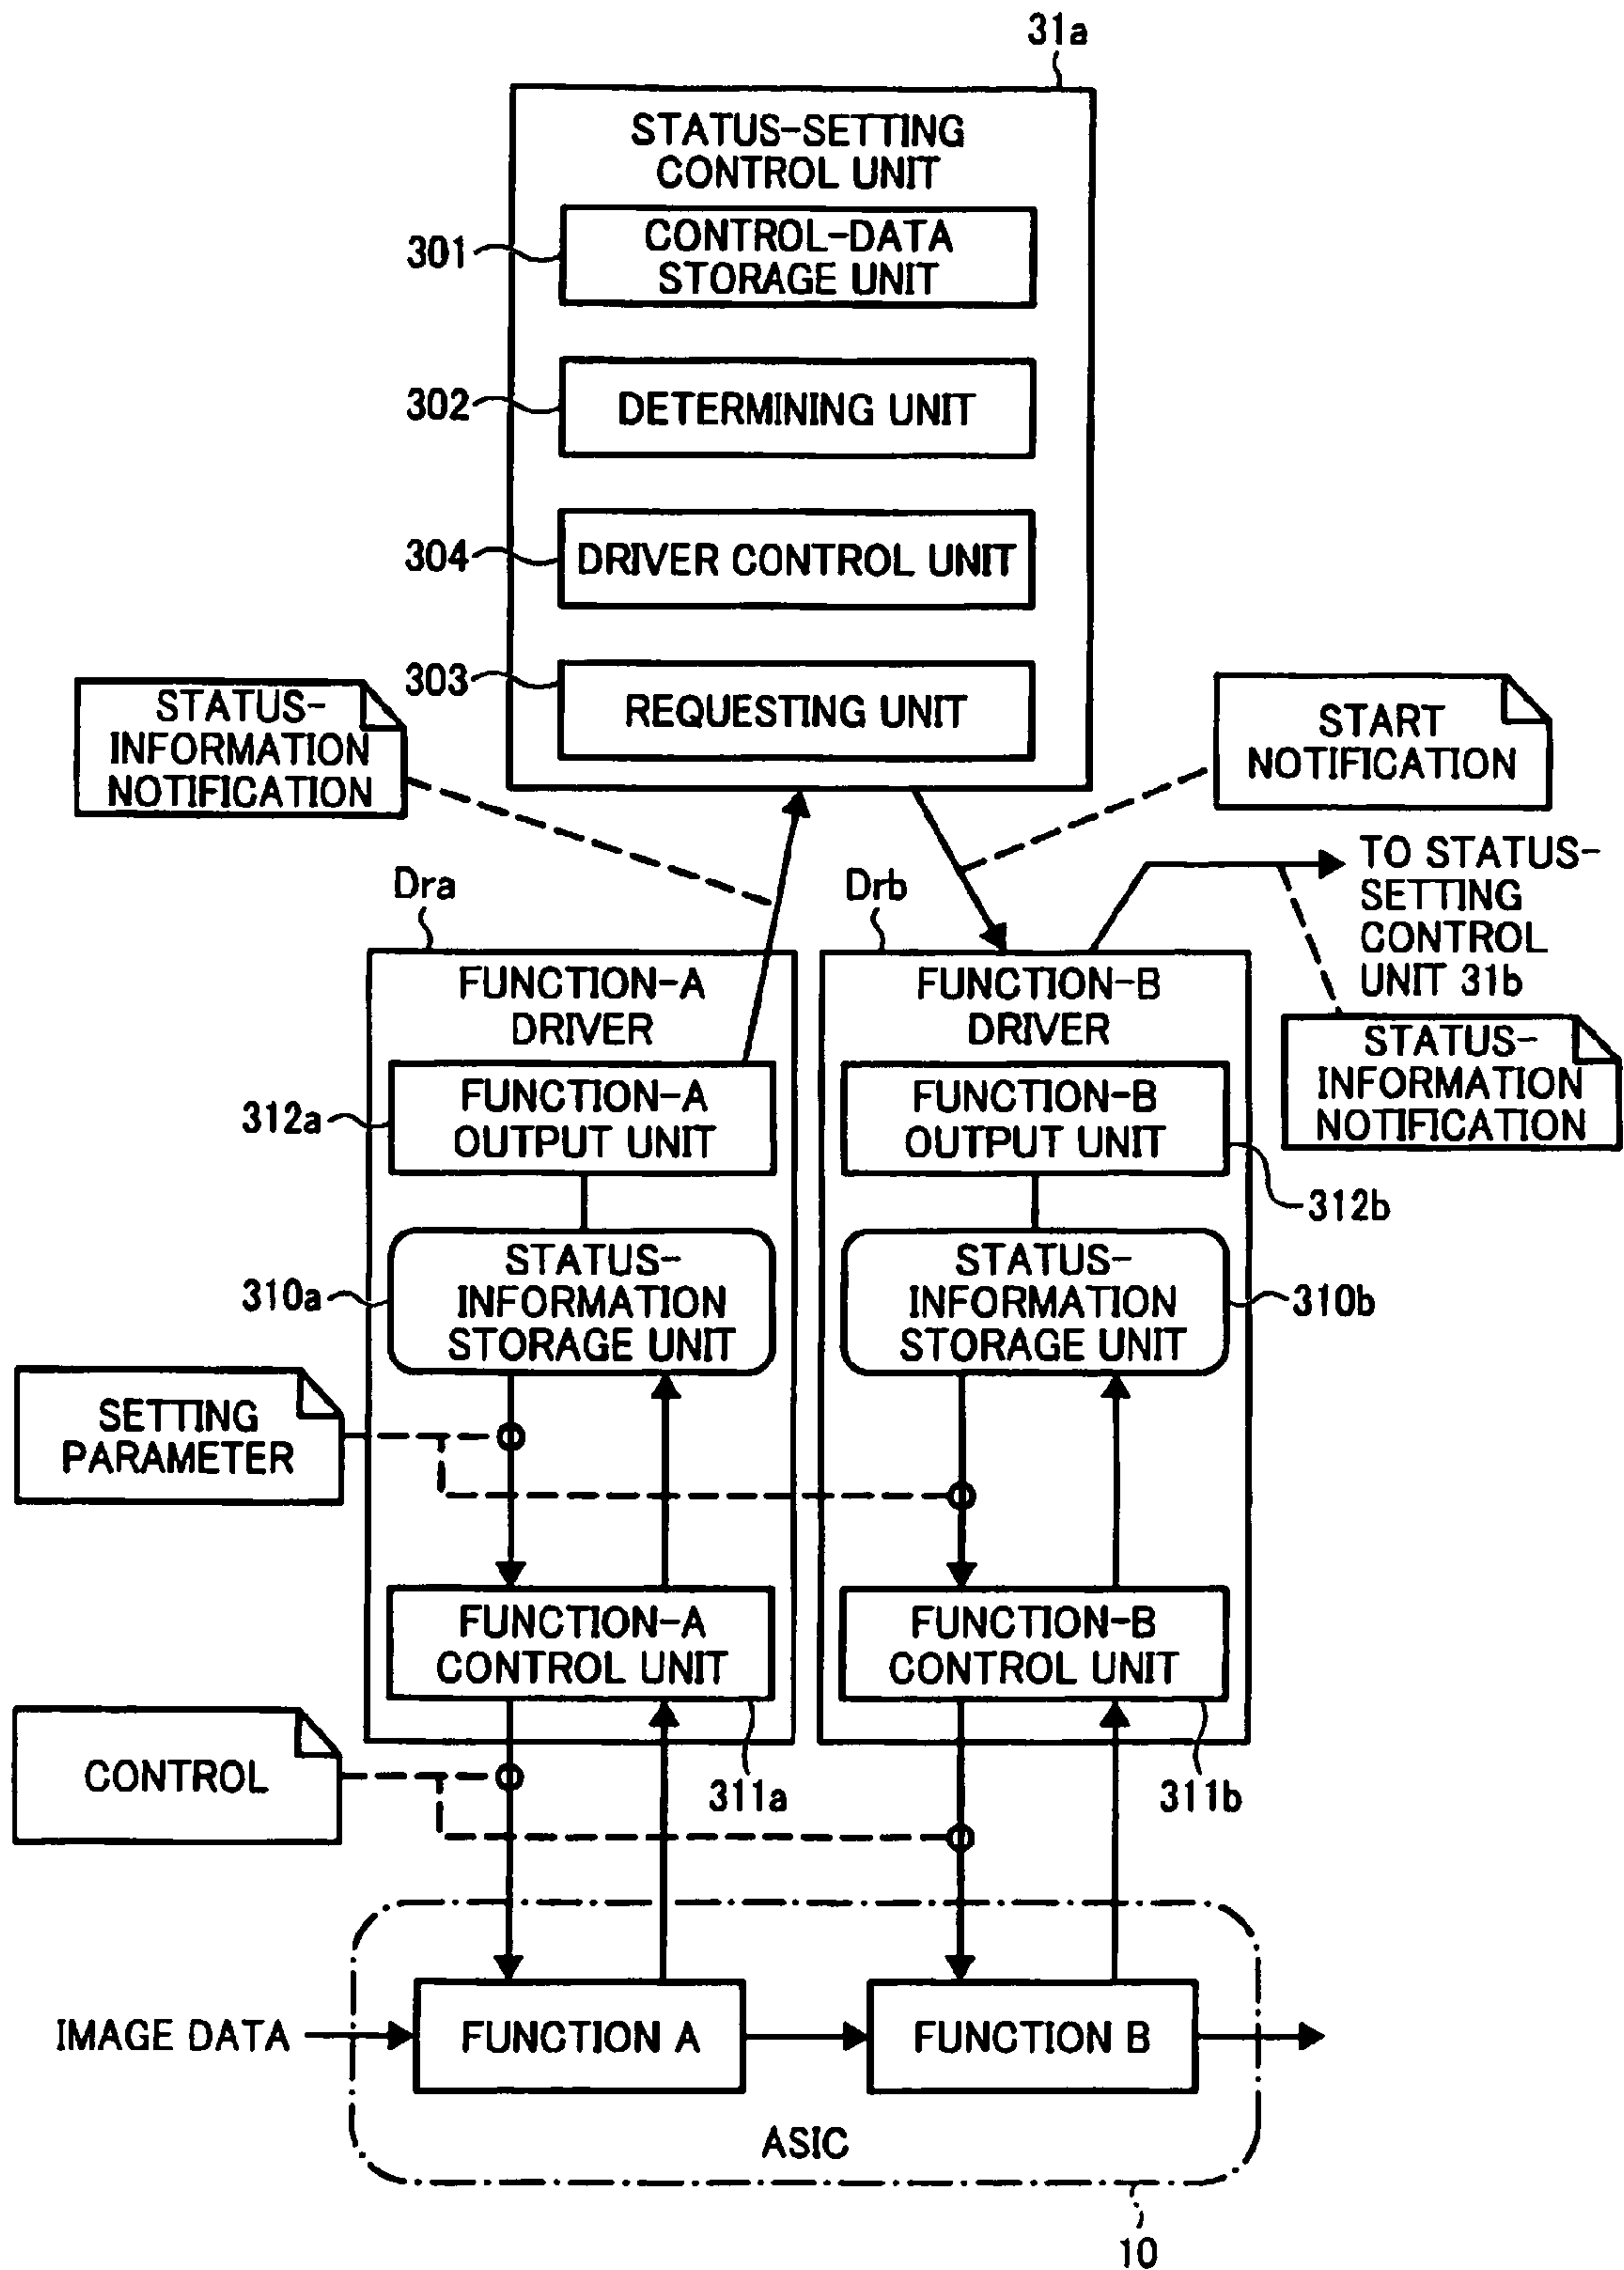 31a
STATUS-SETTING
CONTROL UNIT
301
CONTROL-DATA
STORAGE UNIT
302
DETERMINING UNIT
304
DRIVER CONTROL UNIT
303
REQUESTING UNIT
STATUS-
INFORMATION
NOTIFICATION
START
NOTIFICATION
TO STATUS-
SETTING
CONTROL
UNIT 31b
Dra
Drb
FUNCTION-A
DRIVER
FUNCTION-B
DRIVER
STATUS-
INFORMATION
NOTIFICATION
312a
FUNCTION-A
OUTPUT UNIT
FUNCTION-B
OUTPUT UNIT
312b
310a
STATUS-
INFORMATION
STORAGE UNIT
STATUS-
INFORMATION
STORAGE UNIT
310b
SETTING
PARAMETER
FUNCTION-A
CONTROL UNIT
FUNCTION-B
CONTROL UNIT
CONTROL
311a
311b
IMAGE DATA
FUNCTION A
FUNCTION B
ASIC
10